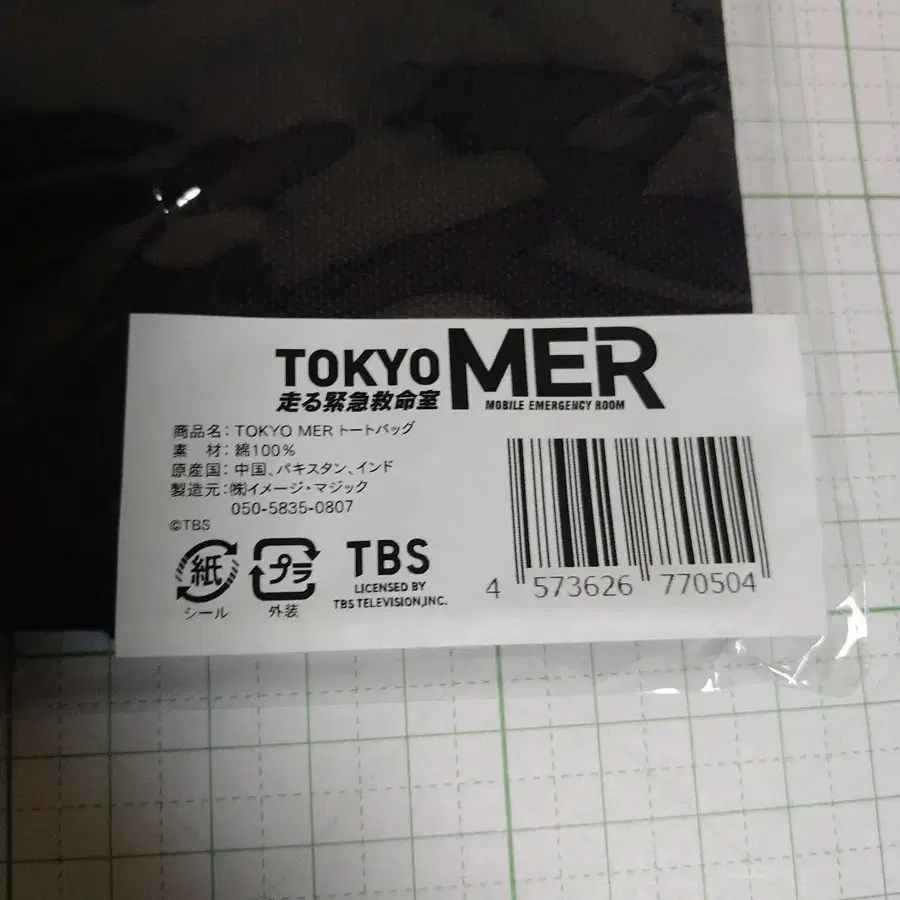 TOKYO MER
走る緊急救命室 MOBILE EMERGENCY ROOM
商品名：TOKYO MER トートバッグ
素　材：綿100%
原産国：中国、パキスタン、インド
製造元：㈱イメージ・マジック
050-5835-0807
©TBS
紙
シール
プラ
外装
TBS
LICENSED BY
TBS TELEVISION,INC.
4 573626 770504